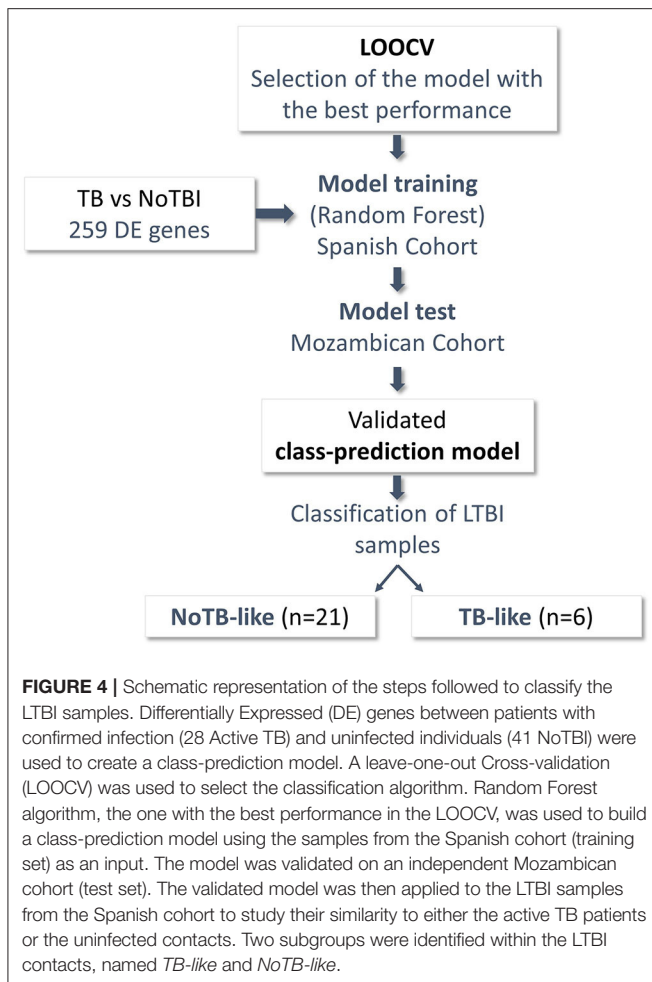 LOOCV
Selection of the model with
the best performance
TB vs NoTBI
259 DE genes
Model training
(Random Forest)
Spanish Cohort
Model test
Mozambican Cohort
Validated
class-prediction model
Classification of LTBI
samples
NoTB-like (n=21)
TB-like (n=6)
FIGURE 4 | Schematic representation of the steps followed to classify the
LTBI samples. Differentially Expressed (DE) genes between patients with
confirmed infection (28 Active TB) and uninfected individuals (41 NoTBI) were
used to create a class-prediction model. A leave-one-out Cross-validation
(LOOCV) was used to select the classification algorithm. Random Forest
algorithm, the one with the best performance in the LOOCV, was used to build
a class-prediction model using the samples from the Spanish cohort (training
set) as an input. The model was validated on an independent Mozambican
cohort (test set). The validated model was then applied to the LTBI samples
from the Spanish cohort to study their similarity to either the active TB patients
or the uninfected contacts. Two subgroups were identified within the LTBI
contacts, named TB-like and NoTB-like.